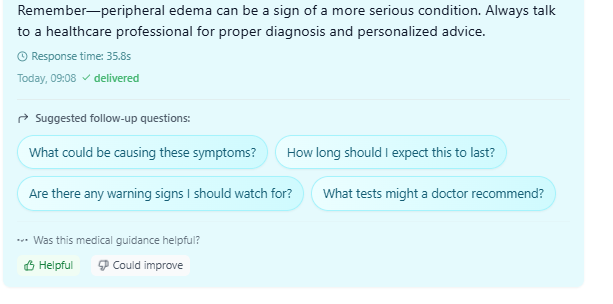 Remember—peripheral edema can be a sign of a more serious condition. Always talk
to a healthcare professional for proper diagnosis and personalized advice.
Response time: 35.8s
Today, 09:08 ✓ delivered
Suggested follow-up questions:
What could be causing these symptoms? How long should I expect this to last?
Are there any warning signs I should watch for? What tests might a doctor recommend?
Was this medical guidance helpful?
Helpful Could improve